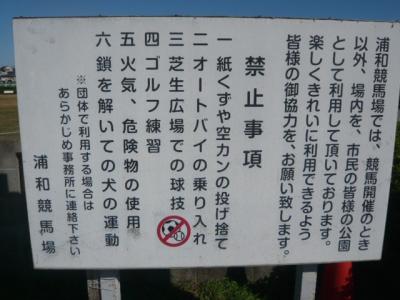 浦和競馬場では、競馬開催のとき
以外、場内を、市民の皆様の公園
として利用して頂いております。
楽しくきれいに利用できるよう
皆様の御協力を、お願い致します。
禁止事項
一 紙くずや空カンの投げ捨て
二 オートバイの乗り入れ
三 芝生広場での球技
四 ゴルフ練習
五 火気、危険物の使用
六 鎖を解いての犬の運動
※団体で利用する場合は
あらかじめ事務所に連絡下さい
浦和競馬場